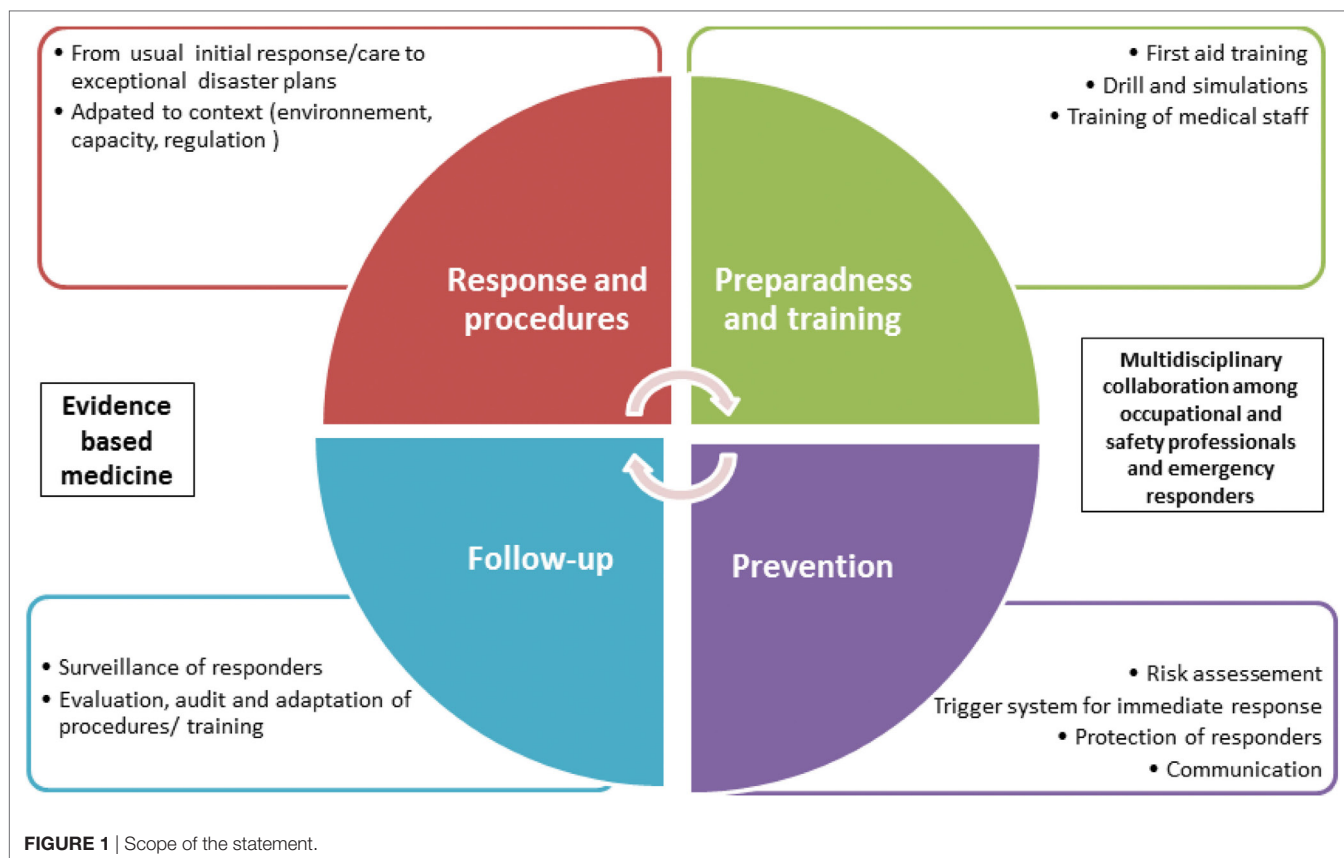 • From usual initial response/care to
exceptional disaster plans
• Adpated to context (environnement,
capacity, regulation )
• First aid training
• Drill and simulations
• Training of medical staff
Response and
procedures
Preparadness
and training
Evidence
based
medicine
Multidisciplinary
collaboration among
occupational and
safety professionals
and emergency
responders
Follow-up
Prevention
• Surveillance of responders
• Evaluation, audit and adaptation of
procedures/ training
• Risk assessment
Trigger system for immediate response
• Protection of responders
• Communication
FIGURE 1 | Scope of the statement.